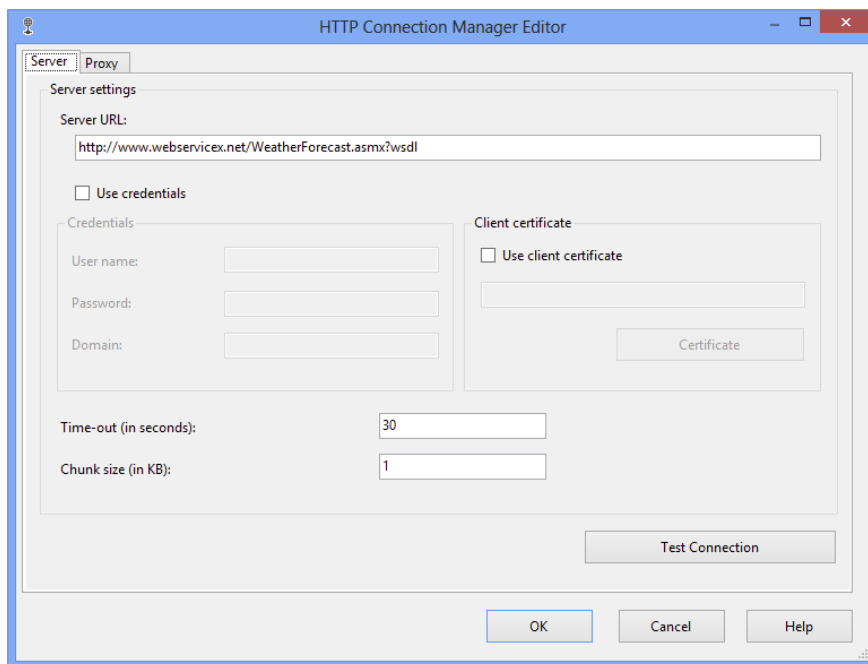 HTTP Connection Manager Editor
Server Proxy
Server settings
Server URL:
http://www.webservicex.net/WeatherForecast.asmx?wsdl
Use credentials
Credentials
User name:
Password:
Domain:
Client certificate
Use client certificate
Certificate
Time-out (in seconds): 30
Chunk size (in KB): 1
Test Connection
OK Cancel Help